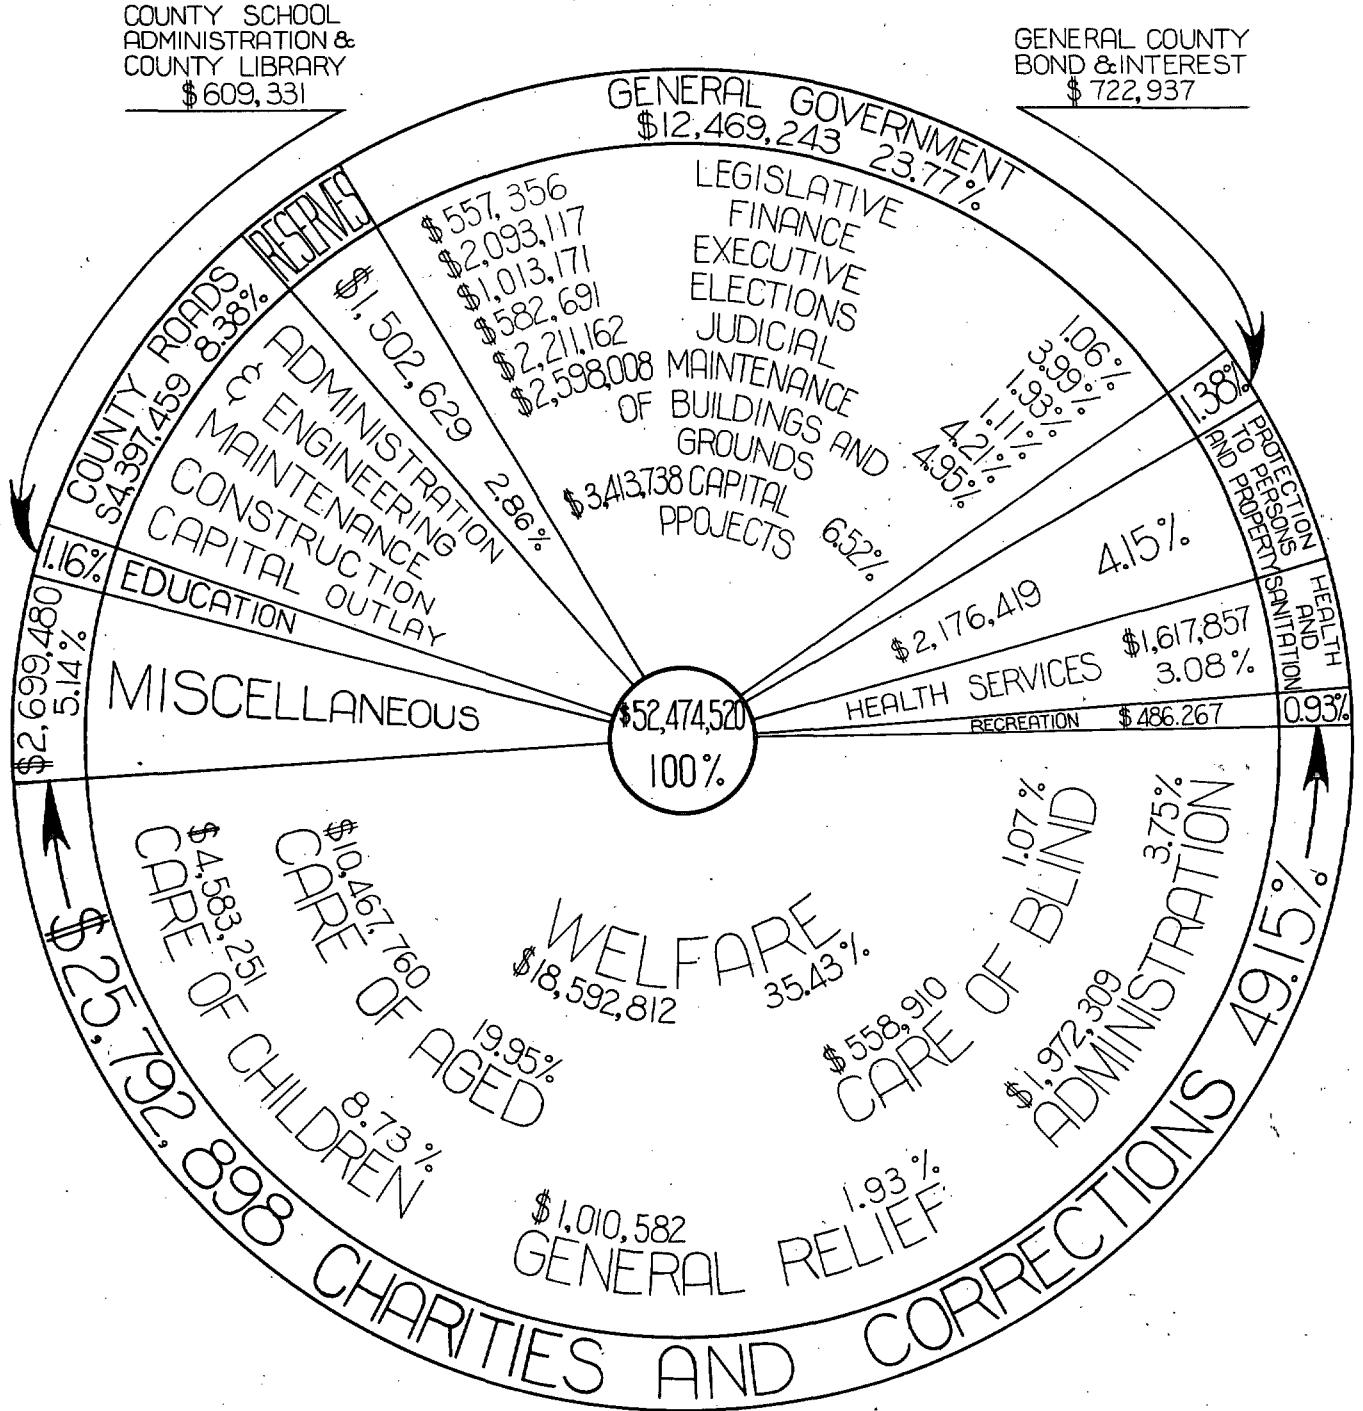 COUNTY SCHOOL
ADMINISTRATION &
COUNTY LIBRARY
$609,331
GENERAL COUNTY
BOND & INTEREST
$722,937
GENERAL GOVERNMENT
$12,469,243 23.77%
LEGISLATIVE
FINANCE
EXECUTIVE
ELECTIONS
JUDICIAL
MAINTENANCE
OF BUILDINGS AND
GROUNDS
CAPITAL
PPOJECTS
$557,356
$2,093,117
$1,013,171
$582,691
$2,211.162
$2,598,008
$3,413,738
1.06%
3.99%
1.93%
1.11%
4.21%
4.95%
6.52%
1.38%
PROTECTION
TO PERSONS
AND PROPERTY
$2,176,419 4.15%
HEALTH
AND
SANITATION
HEALTH SERVICES
$1,617,857
3.08%
RECREATION $486.267
0.93%
RESERVES
$1,502,629 2.86%
COUNTY ROADS
$4,397,459 8.38%
ADMINISTRATION
& ENGINEERING
MAINTENANCE
CONSTRUCTION
CAPITAL OUTLAY
1.16%
EDUCATION
$2,699,480
5.14%
MISCELLANEOUS
$52,474,520
100%
WELFARE
$18,592,812 35.43%
$10,467,760 19.95%
CARE OF AGED
$4,583,251 8.73%
CARE OF CHILDREN
$558,910 1.07%
CARE OF BLIND
$1,972,309 3.75%
ADMINISTRATION
$1,010,582 1.93%
GENERAL RELIEF
$25,792,898 CHARITIES AND CORRECTIONS 49.15%